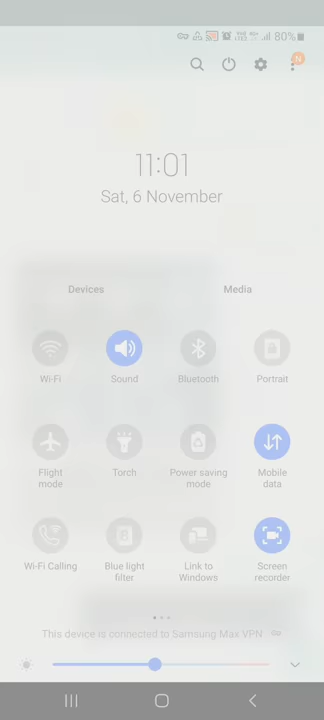 80%
N
11:01
Sat, 6 November
Devices
Media
Wi-Fi
Sound
Bluetooth
Portrait
Flight
mode
Torch
Power saving
mode
Mobile
data
Wi-Fi Calling
Blue light
filter
Link to
Windows
Screen
recorder
This device is connected to Samsung Max VPN